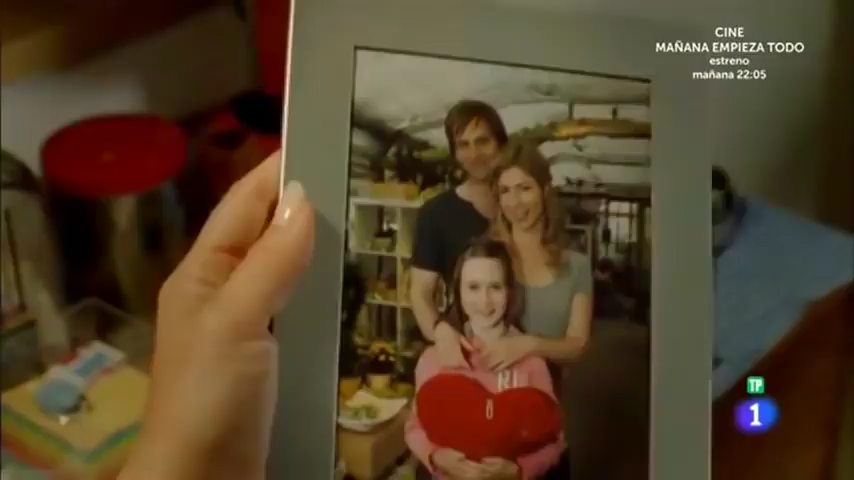 CINE
MAÑANA EMPIEZA TODO
estreno
mañana 22:05
TP
1